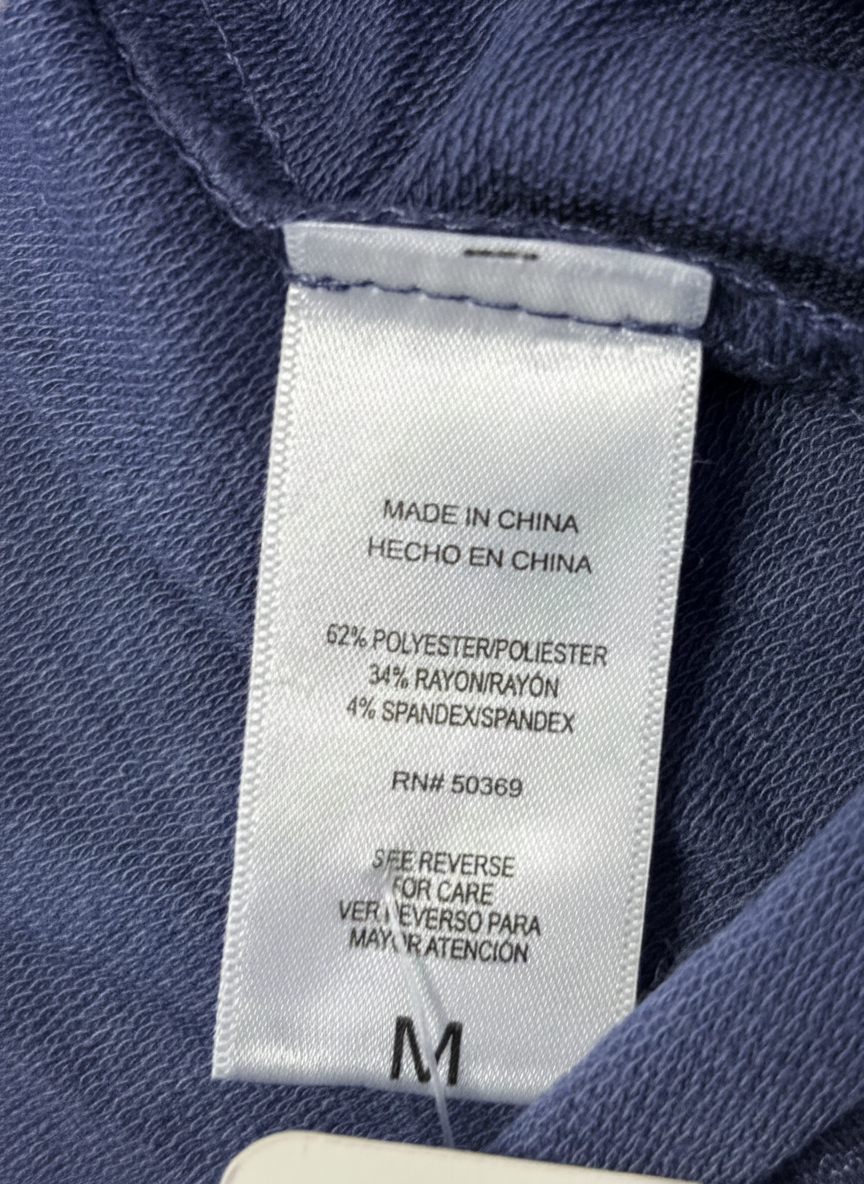 MADE IN CHINA
HECHO EN CHINA
62% POLYESTER/POLIESTER
34% RAYON/RAYÓN
4% SPANDEX/SPANDEX
RN# 50369
SEE REVERSE
FOR CARE
VER REVERSO PARA
MAYOR ATENCIÓN
M